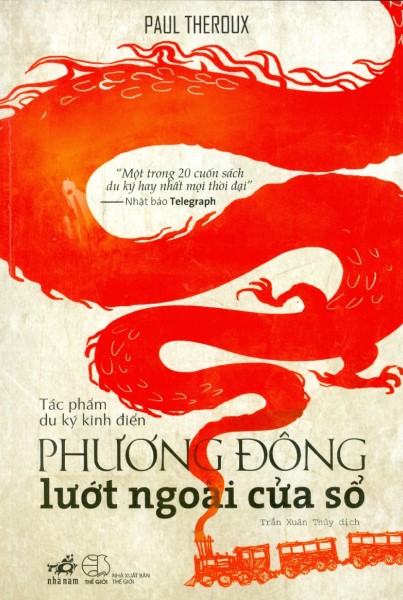 PAUL THEROUX
“Một trong 20 cuốn sách
du ký hay nhất mọi thời đại”
Nhật báo Telegraph
Tác phẩm
du ký kinh điển
PHƯƠNG ĐÔNG
lướt ngoài cửa sổ
Trần Xuân Thủy dịch
nhã nam
THẾ GIỚI
NHÀ XUẤT BẢN
THẾ GIỚI